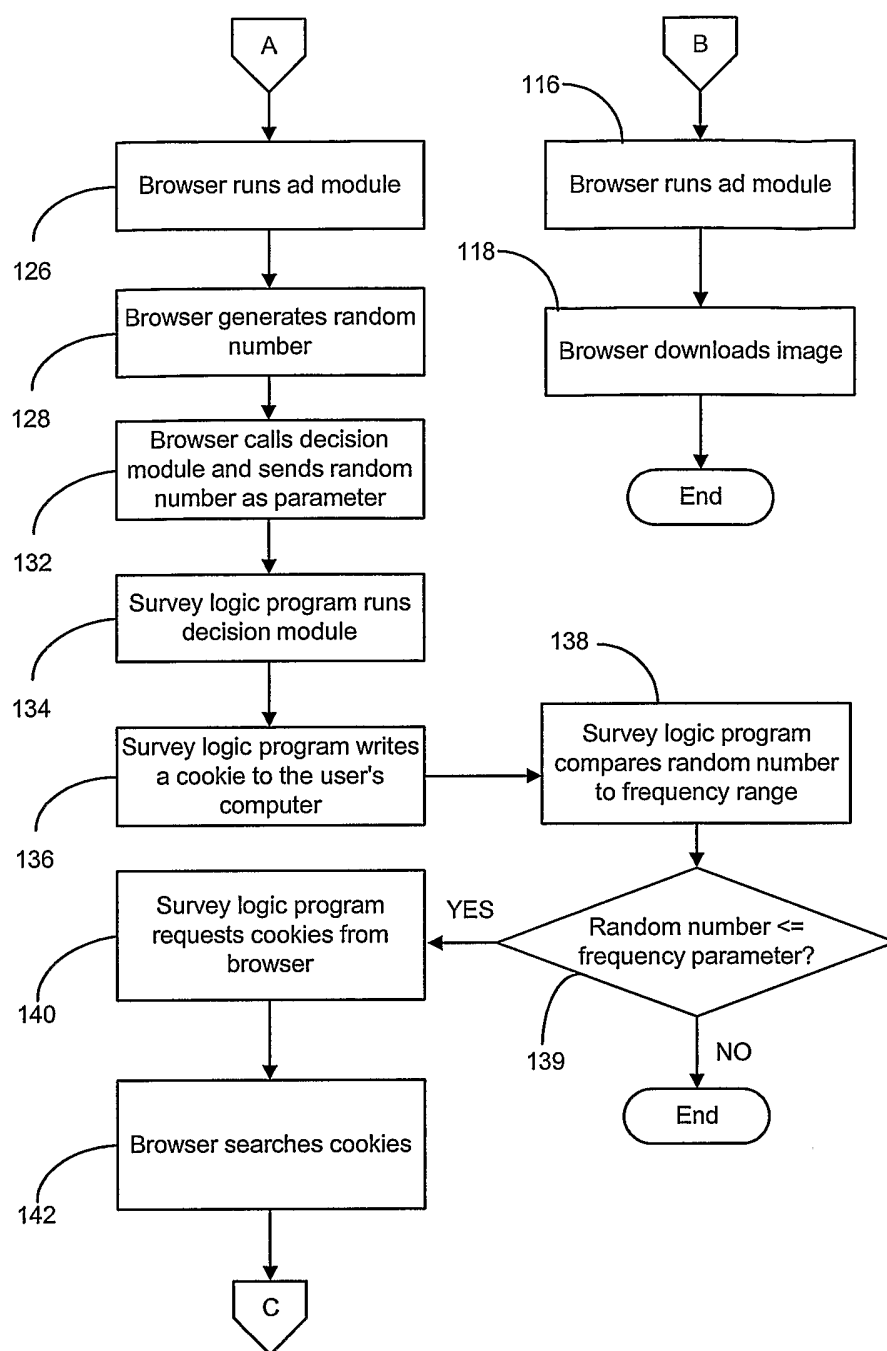 A
Browser runs ad module
126
Browser generates random
number
128
Browser calls decision
module and sends random
number as parameter
132
Survey logic program runs
decision module
134
Survey logic program writes
a cookie to the user's
computer
136
B
116
Browser runs ad module
118
Browser downloads image
End
138
Survey logic program
compares random number
to frequency range
Random number <=
frequency parameter?
139
YES
NO
End
Survey logic program
requests cookies from
browser
140
Browser searches cookies
142
C